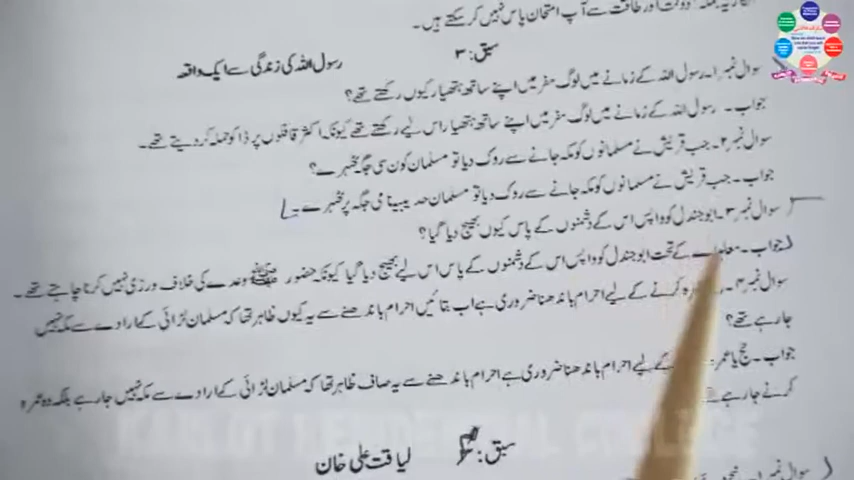 دولت اور طاقت سے آپ امتحان پاس نہیں کر سکتے ہیں۔
سبق: ۳ رسول اللہ کی زندگی سے ایک واقعہ
سوال نمبر ۱۔ رسول اللہ کے زمانے میں لوگ سفر میں اپنے ساتھ ہتھیار کیوں رکھتے تھے؟
جواب۔ رسول اللہ کے زمانے میں لوگ سفر میں اپنے ساتھ ہتھیار اس لیے رکھتے تھے کیونکہ اکثر قافلوں پر ڈاکو حملہ کر دیتے تھے۔
سوال نمبر ۲۔ جب قریش نے مسلمانوں کو مکہ جانے سے روک دیا تو مسلمان کون سی جگہ ٹھہرے؟
جواب۔ جب قریش نے مسلمانوں کو مکہ جانے سے روک دیا تو مسلمان حدیبیہ نامی جگہ پر ٹھہرے۔
سوال نمبر ۳۔ ابو جندل کو واپس اس کے دشمنوں کے پاس کیوں بھیج دیا گیا؟
جواب۔ معاہدے کے تحت ابو جندل کو واپس اس کے دشمنوں کے پاس اس لیے بھیج دیا گیا کیونکہ حضور ﷺ وعدے کی خلاف ورزی نہیں کرنا چاہتے تھے۔
سوال نمبر ۴۔ کرنے کے لیے احرام باندھنا ضروری ہے اب بتائیں احرام باندھنے سے یہ کیوں ظاہر تھا کہ مسلمان لڑائی کے ارادے سے مکہ نہیں
جا رہے تھے؟
جواب۔ حج یا عمرہ کے لیے احرام باندھنا ضروری ہے احرام باندھنے سے یہ صاف ظاہر تھا کہ مسلمان لڑائی کے ارادے سے مکہ نہیں جا رہے بلکہ وہ عمرہ
کرنے جا رہے
سبق: لیاقت علی خان
سوال نمبر ۱۔